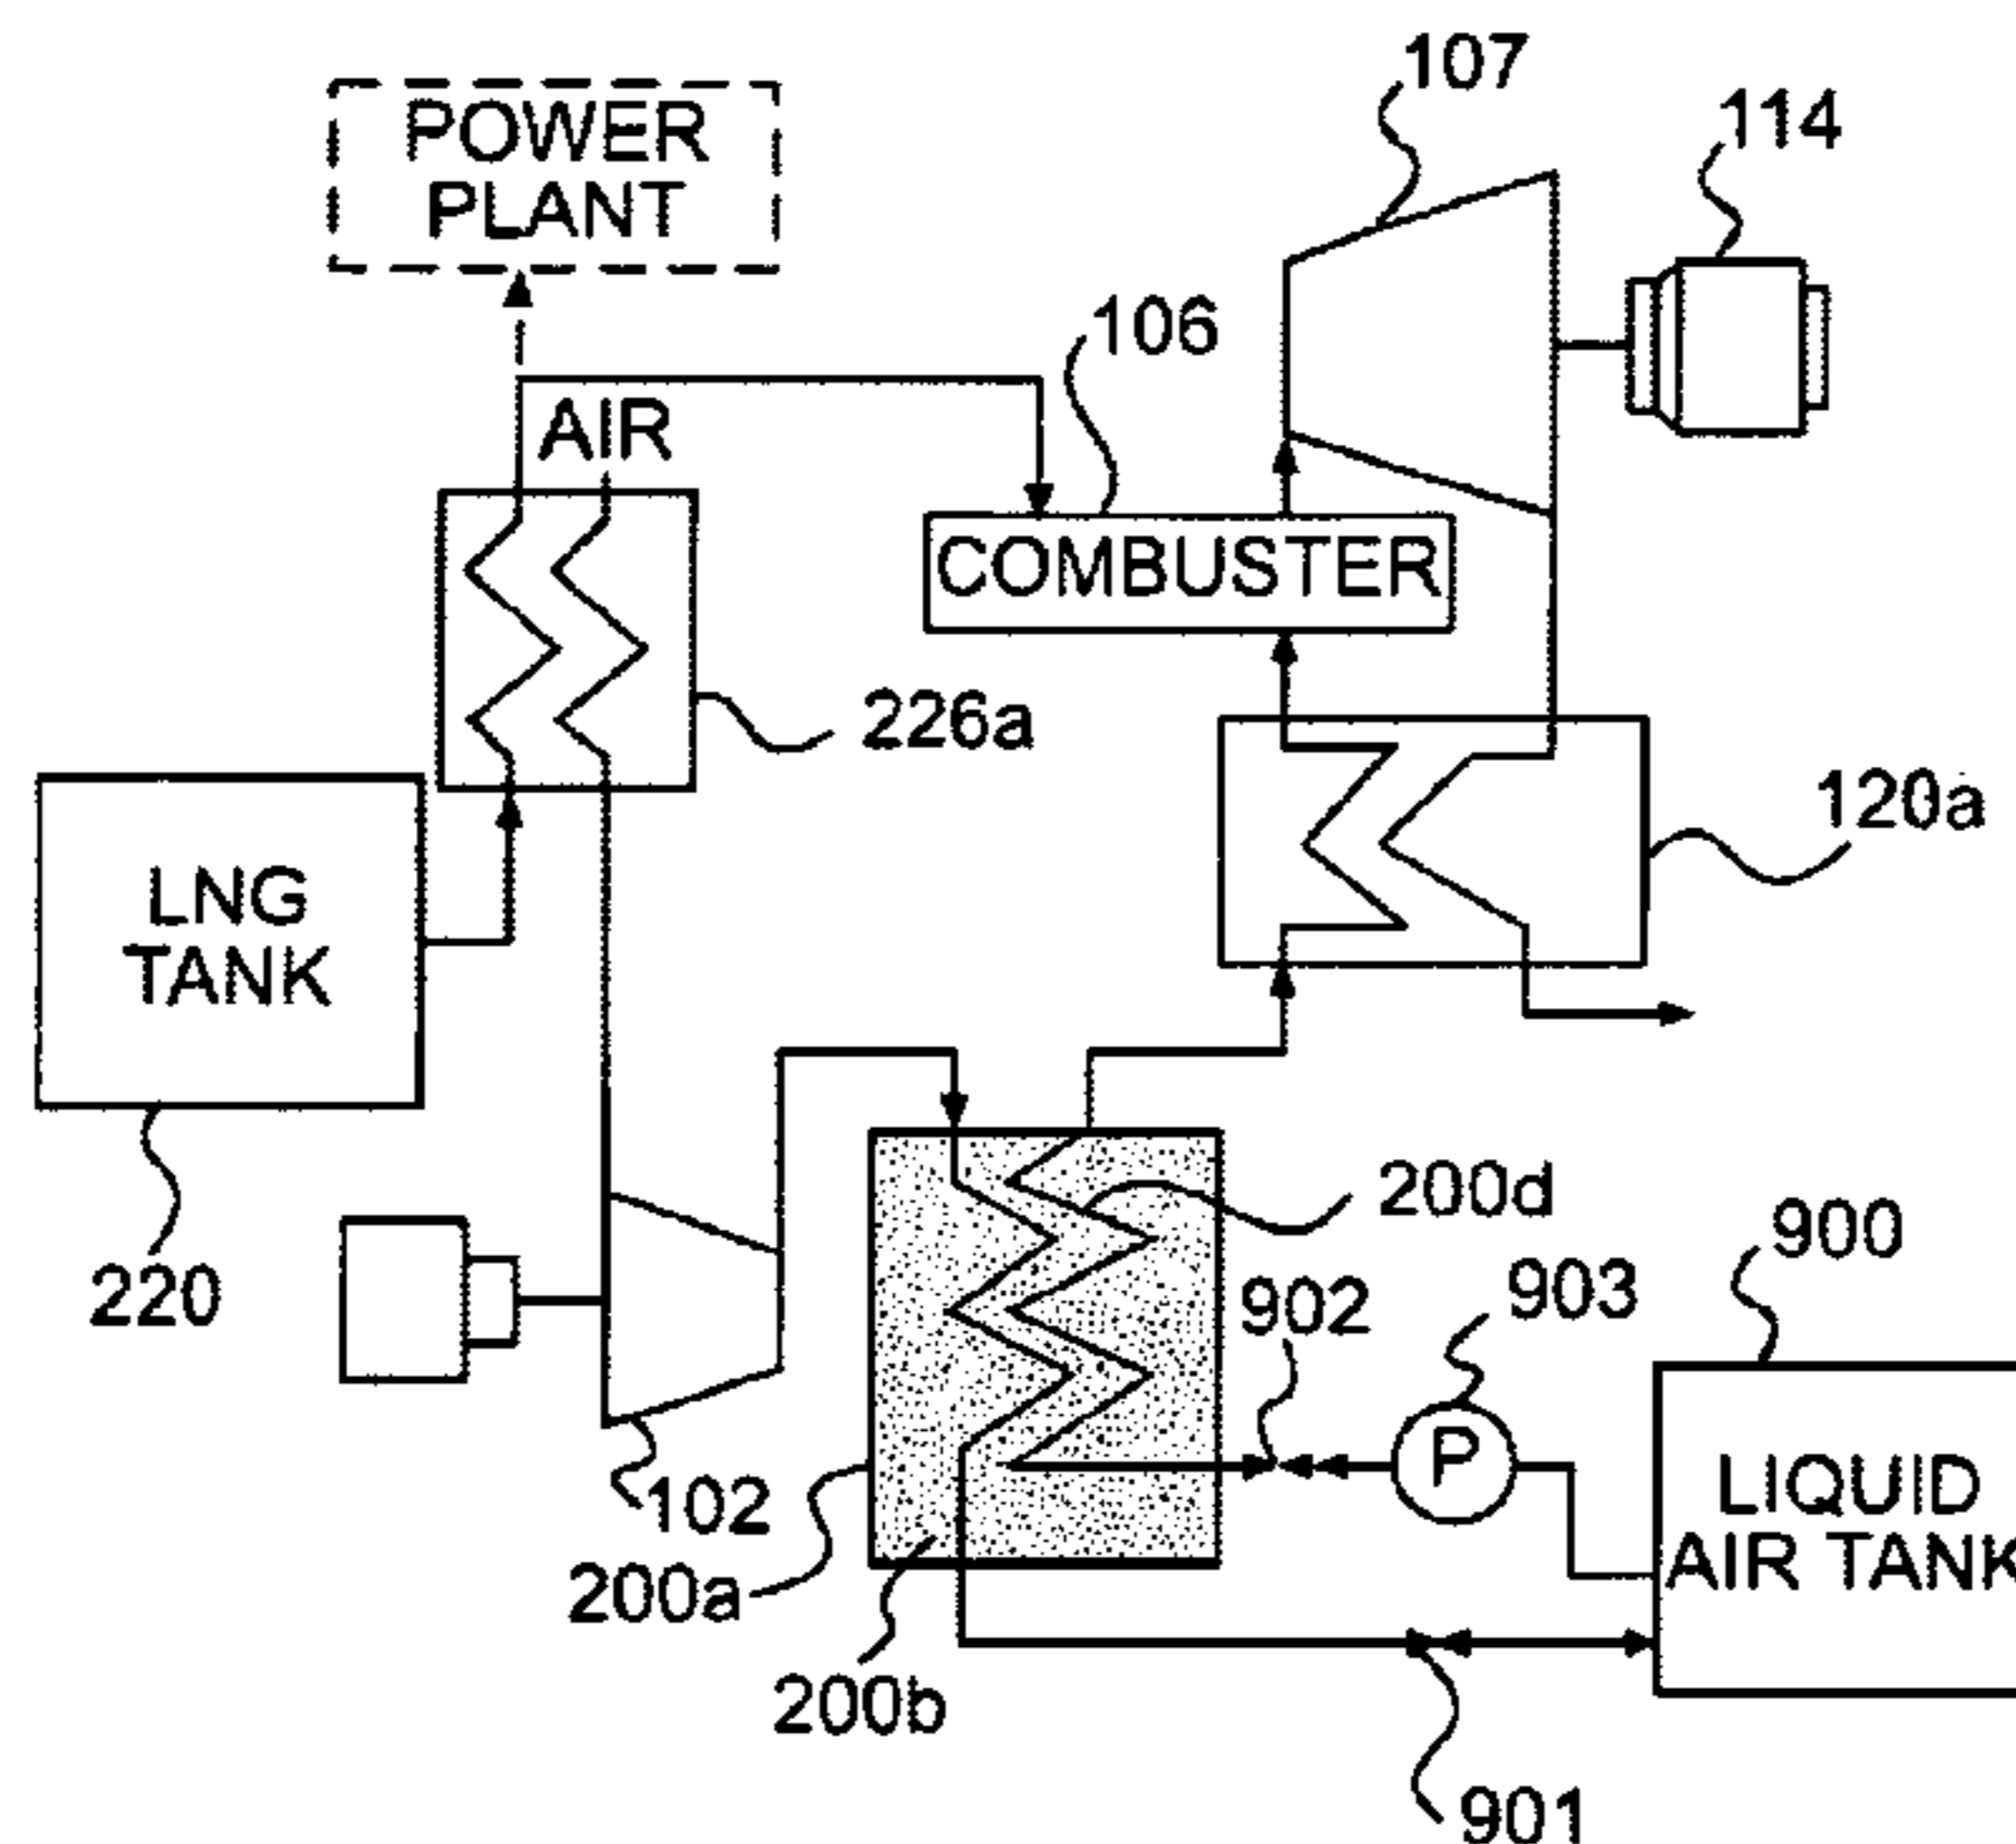 107
114
POWER
PLANT
106
AIR
COMBUSTER
226a
120a
LNG
TANK
200d
900
903
902
220
P
LIQUID
AIR TANK
102
200a
200b
901